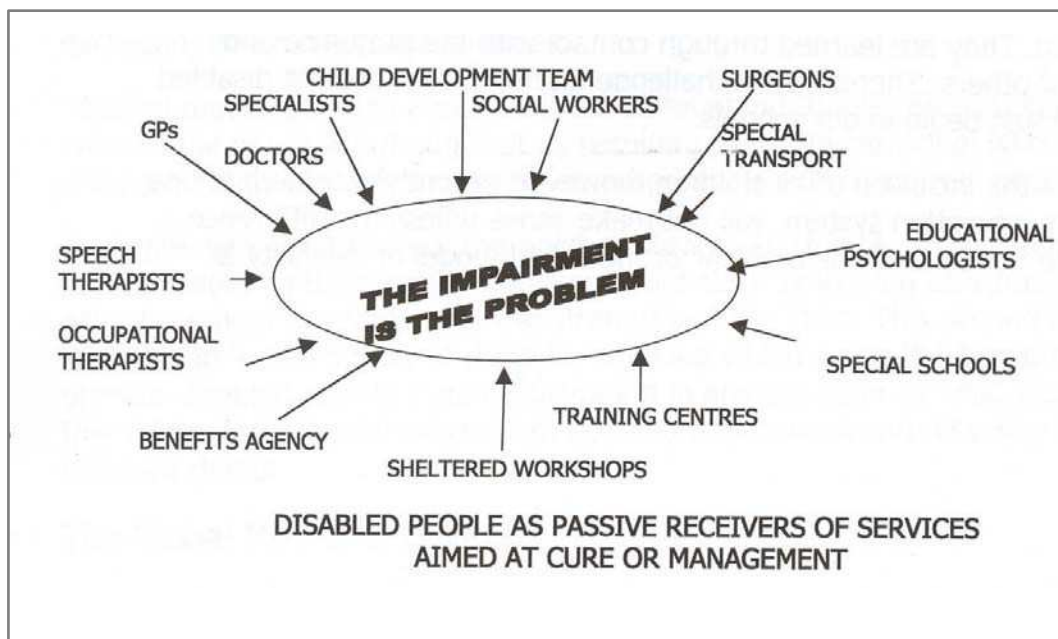 CHILD DEVELOPMENT TEAM
SURGEONS
SPECIALISTS
SOCIAL WORKERS
GPs
SPECIAL
TRANSPORT
DOCTORS
EDUCATIONAL
PSYCHOLOGISTS
SPEECH
THERAPISTS
THE IMPAIRMENT
IS THE PROBLEM
OCCUPATIONAL
THERAPISTS
SPECIAL SCHOOLS
BENEFITS AGENCY
TRAINING CENTRES
SHELTERED WORKSHOPS
DISABLED PEOPLE AS PASSIVE RECEIVERS OF SERVICES
AIMED AT CURE OR MANAGEMENT